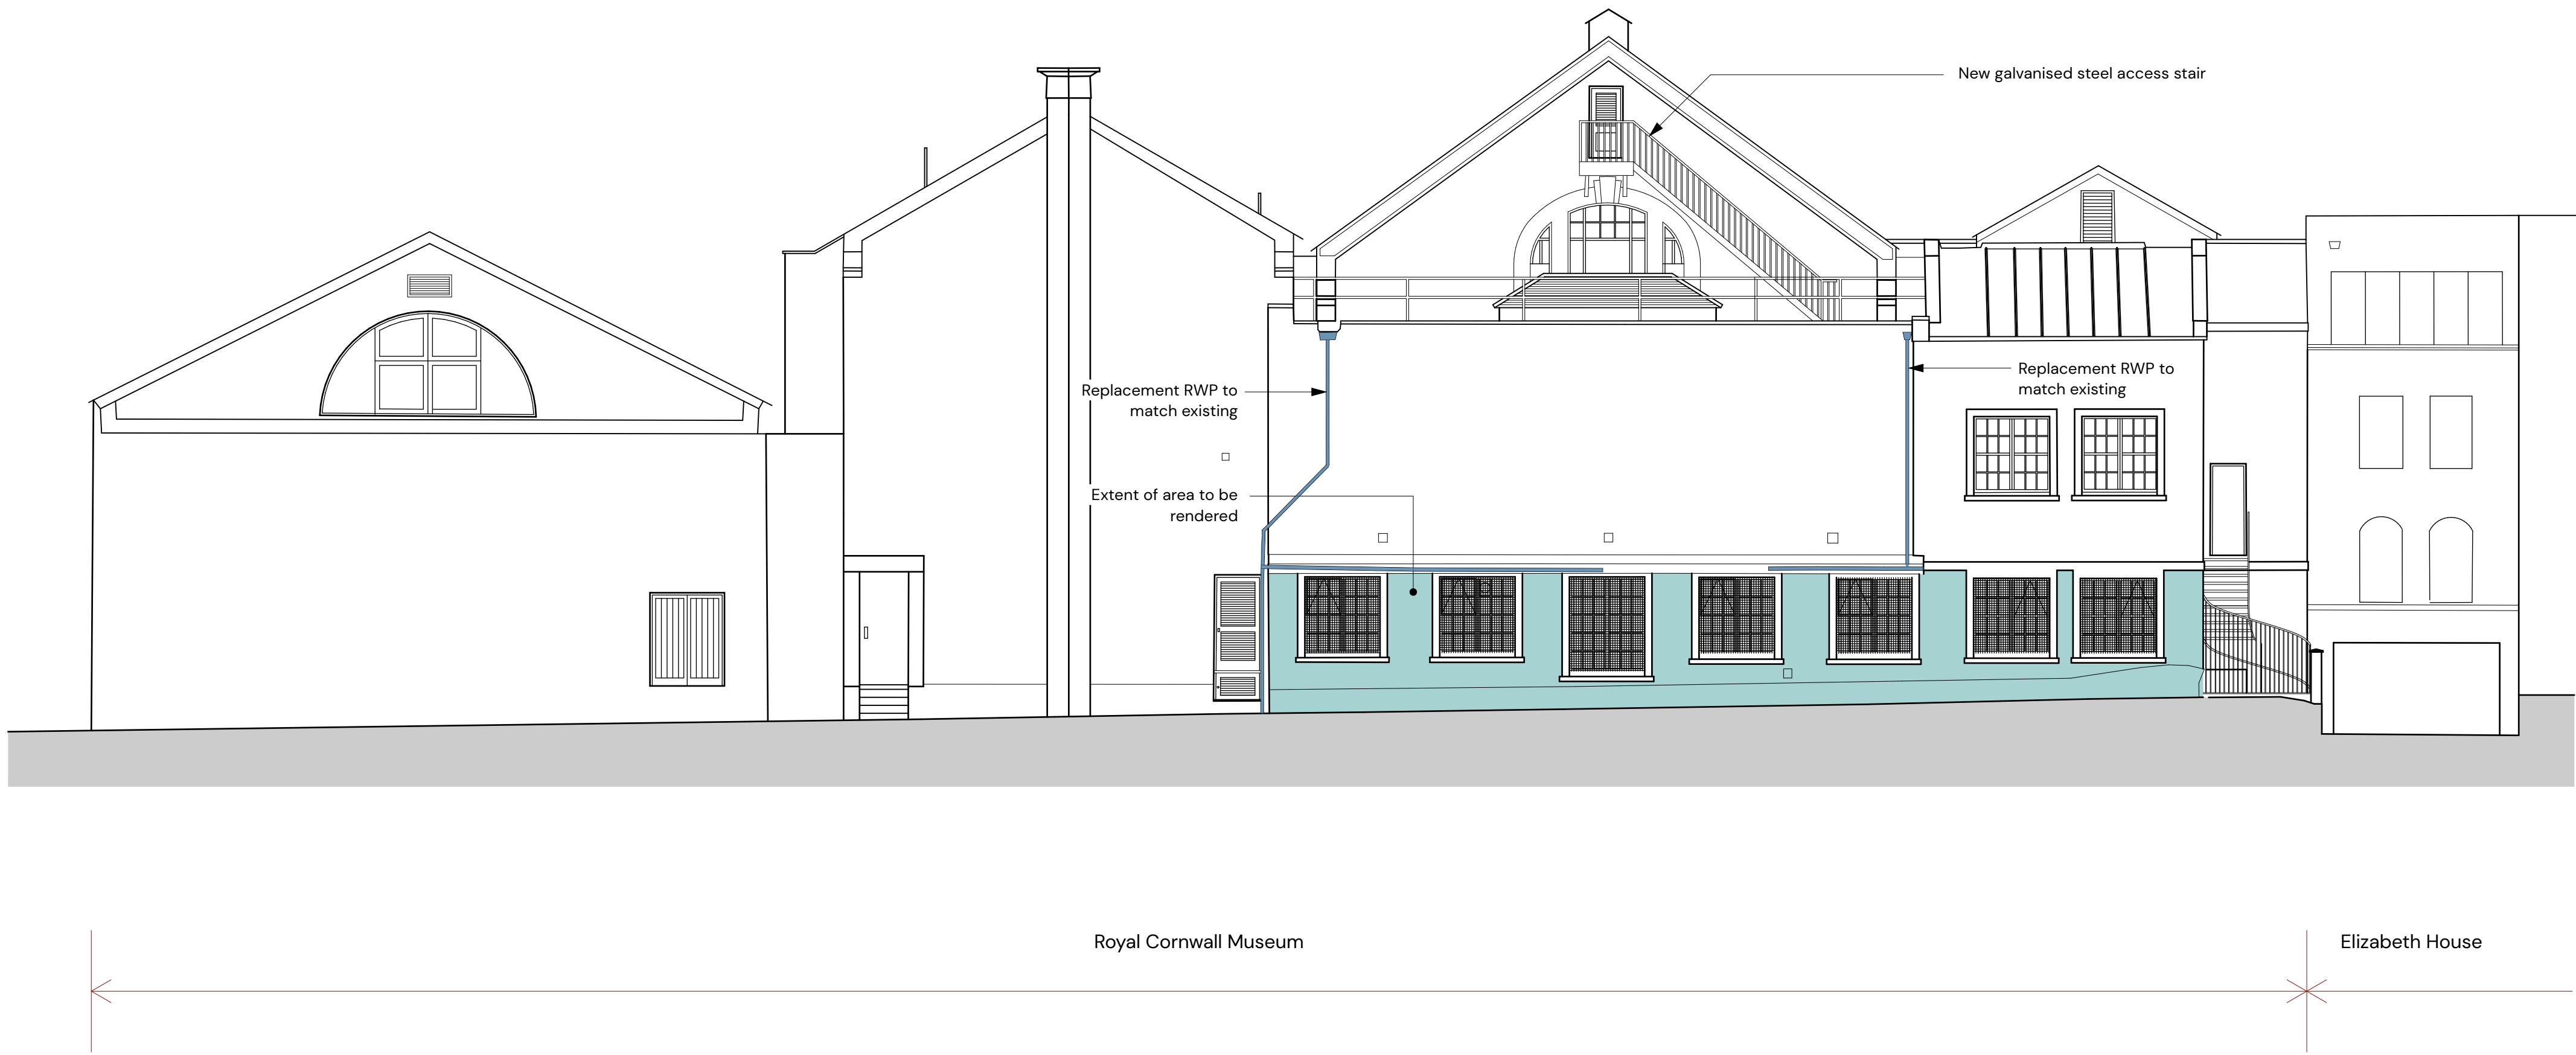 New galvanised steel access stair
Replacement RWP to
match existing
Replacement RWP to
match existing
Extent of area to be
rendered
Royal Cornwall Museum
Elizabeth House